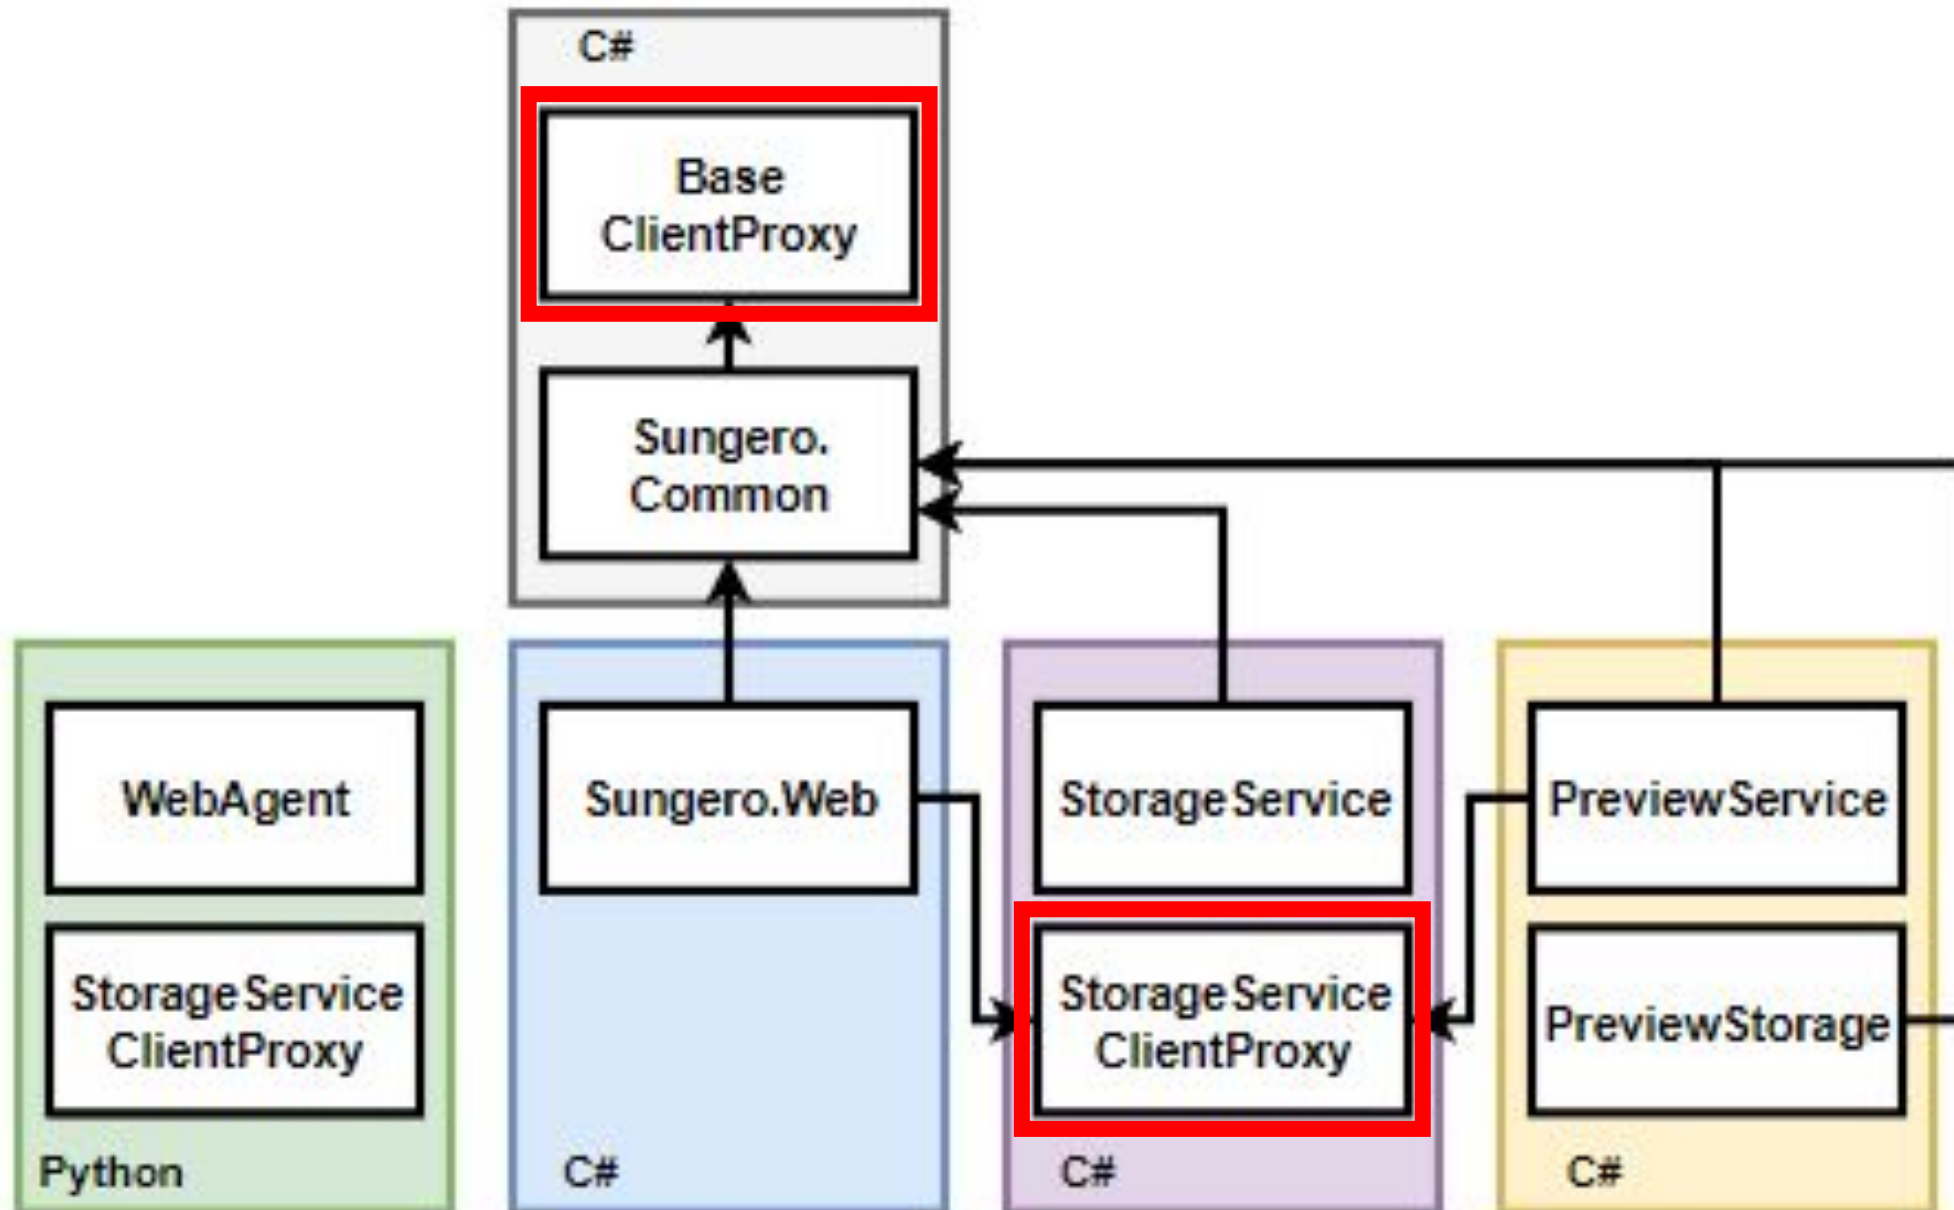 C#
Base
ClientProxy
Sungero.
Common
WebAgent
StorageService
ClientProxy
Python
Sungero.Web
C#
StorageService
StorageService
ClientProxy
C#
PreviewService
PreviewStorage
C#